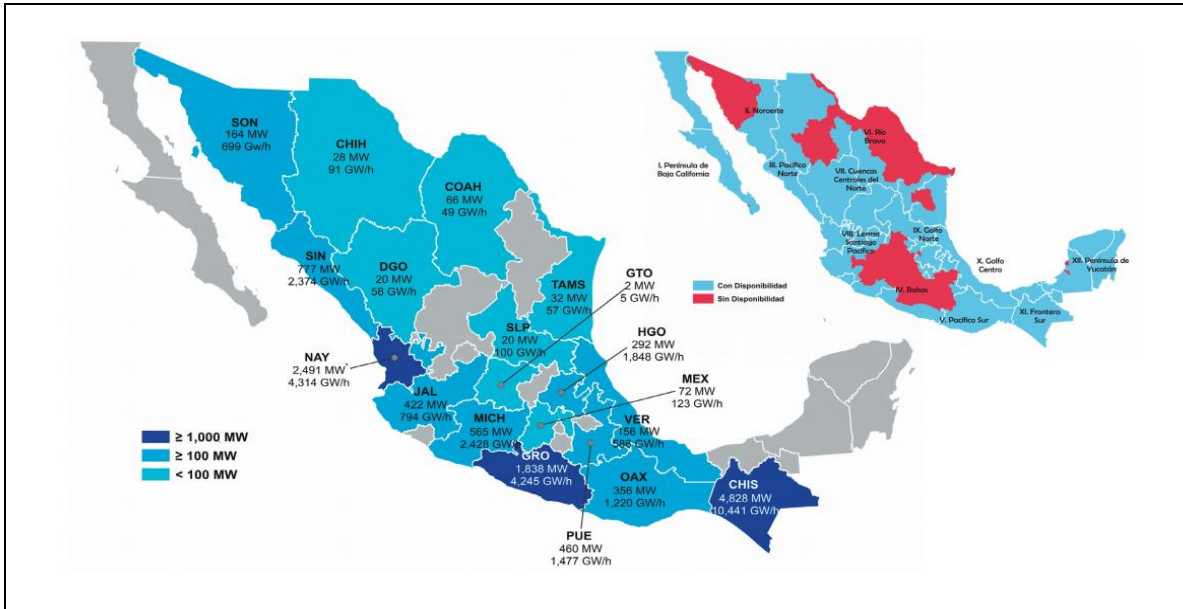 SON
164 MW
699 Gw/h
CHIH
28 MW
91 GW/h
COAH
66 MW
49 GW/h
SIN
777 MW
2,374 GW/h
DGO
20 MW
58 GW/h
TAMS
32 MW
57 GW/h
GTO
2 MW
5 GW/h
SLP
20 MW
100 GW/h
HGO
292 MW
1,848 GW/h
NAY
2,491 MW
4,314 GW/h
MEX
72 MW
123 GW/h
JAL
422 MW
794 GW/h
MICH
565 MW
2,428 GW/h
VER
156 MW
586 GW/h
GRO
1,838 MW
4,245 GW/h
OAX
356 MW
1,220 GW/h
CHIS
4,828 MW
10,441 GW/h
PUE
460 MW
1,477 GW/h
≥ 1,000 MW
≥ 100 MW
< 100 MW
II. Noroeste
VI. Río
Bravo
I. Península de
Baja California
III. Pacífico
Norte
VII. Cuencas
Centrales del
Norte
VIII. Lerma
Santiago
Pacífico
IX. Golfo
Norte
X. Golfo
Centro
XII. Península de
Yucatán
IV. Balsas
V. Pacífico Sur
XI. Frontera
Sur
Con Disponibilidad
Sin Disponibilidad